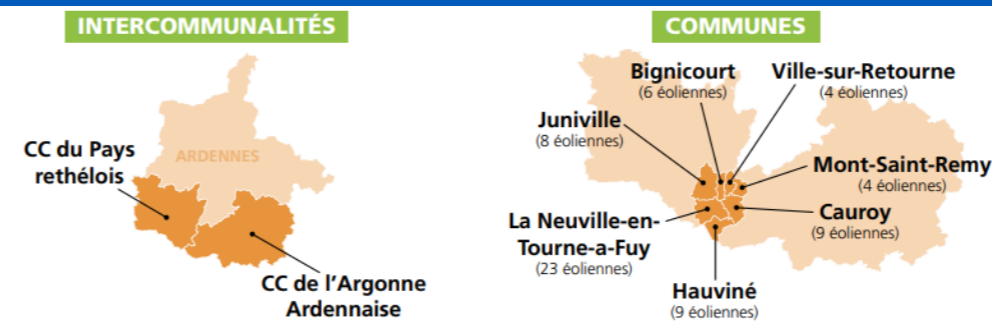 INTERCOMMUNALITÉS
CC du Pays
rethélois
ARDENNES
CC de l'Argonne
Ardennaise
COMMUNES
Bignicourt
(6 éoliennes)
Ville-sur-Retourne
(4 éoliennes)
Juniville
(8 éoliennes)
Mont-Saint-Remy
(4 éoliennes)
La Neuville-en-
Tourne-a-Fuy
(23 éoliennes)
Cauroy
(9 éoliennes)
Hauviné
(9 éoliennes)